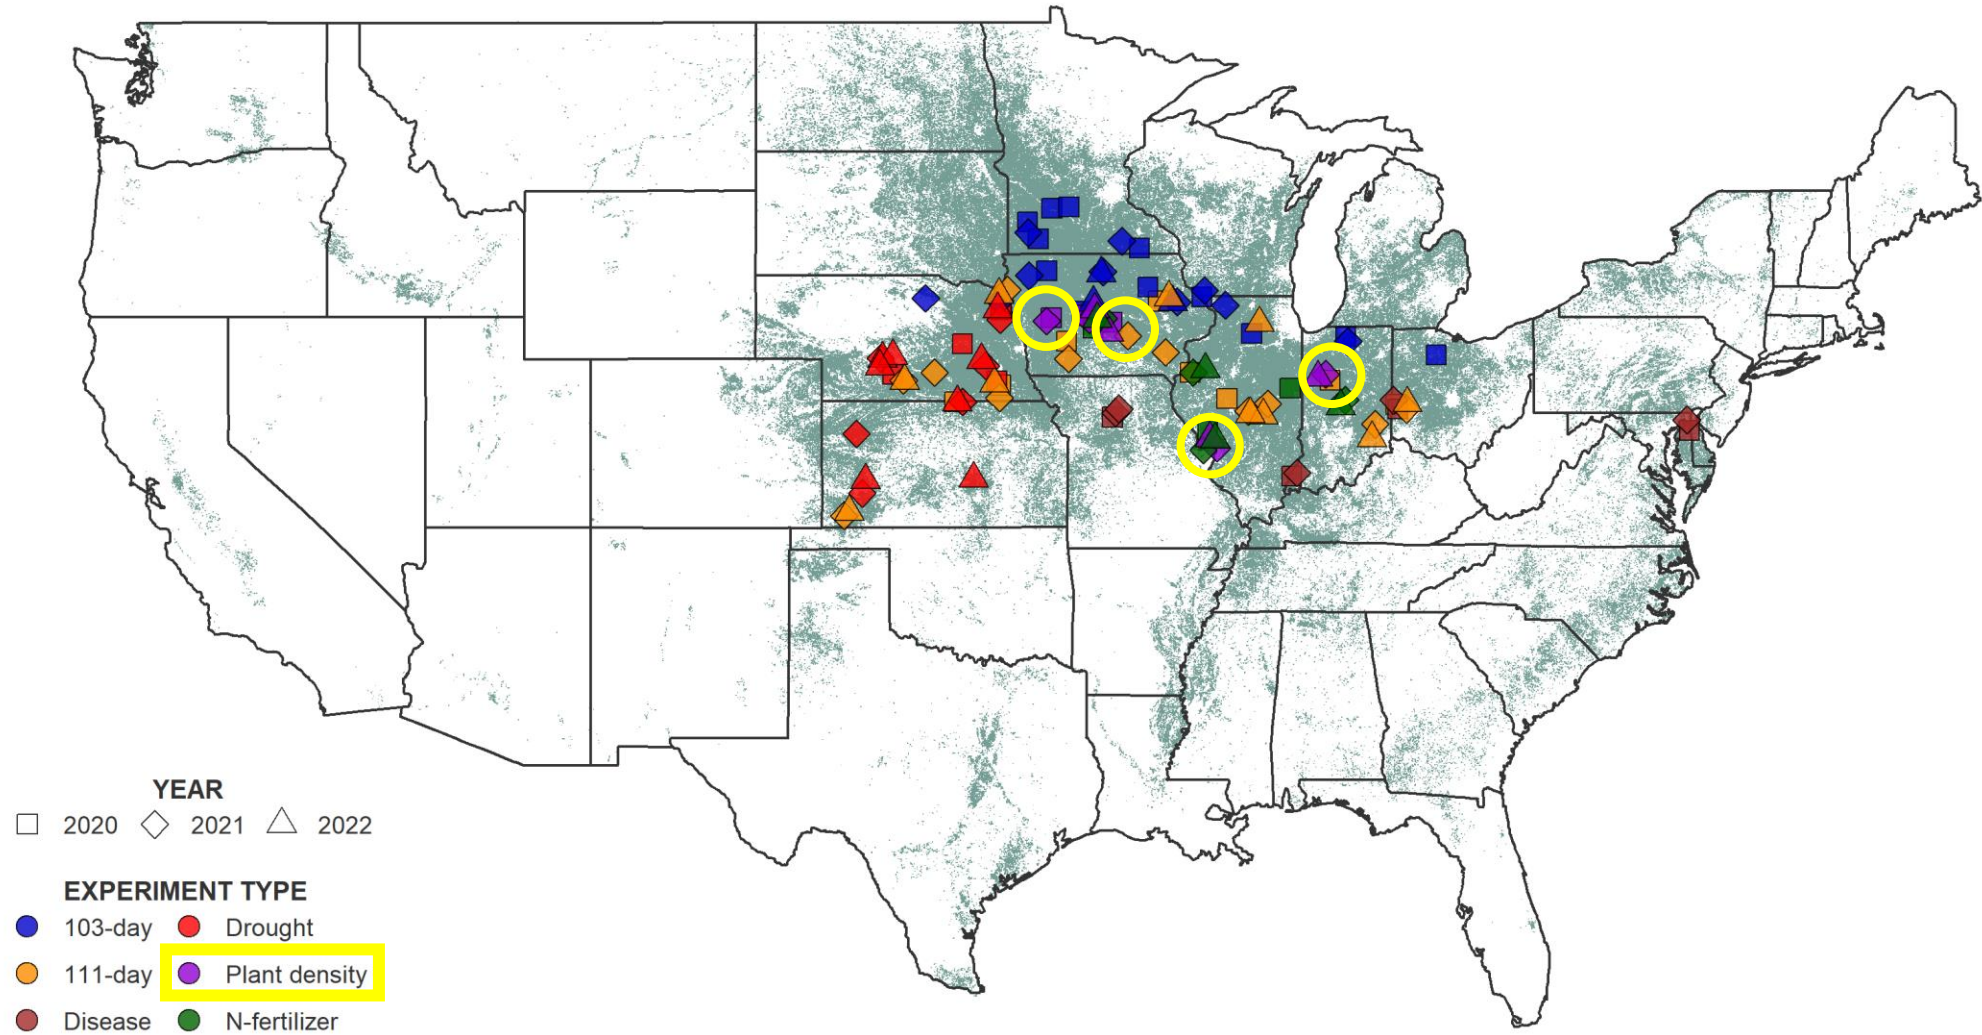 YEAR
2020 2021 2022
EXPERIMENT TYPE
103-day Drought
111-day Plant density
Disease N-fertilizer